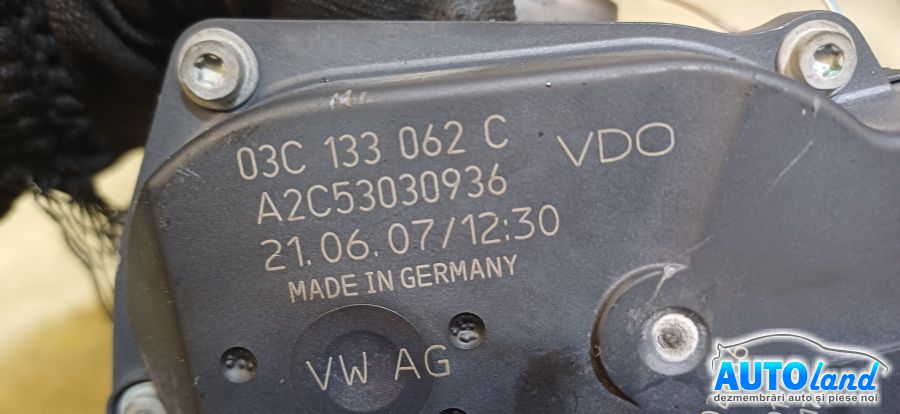 03C 133 062 C
VDO
A2C53030936
21.06.07/12:30
MADE IN GERMANY
VW AG
AUTOland
dezmembrări auto și piese noi